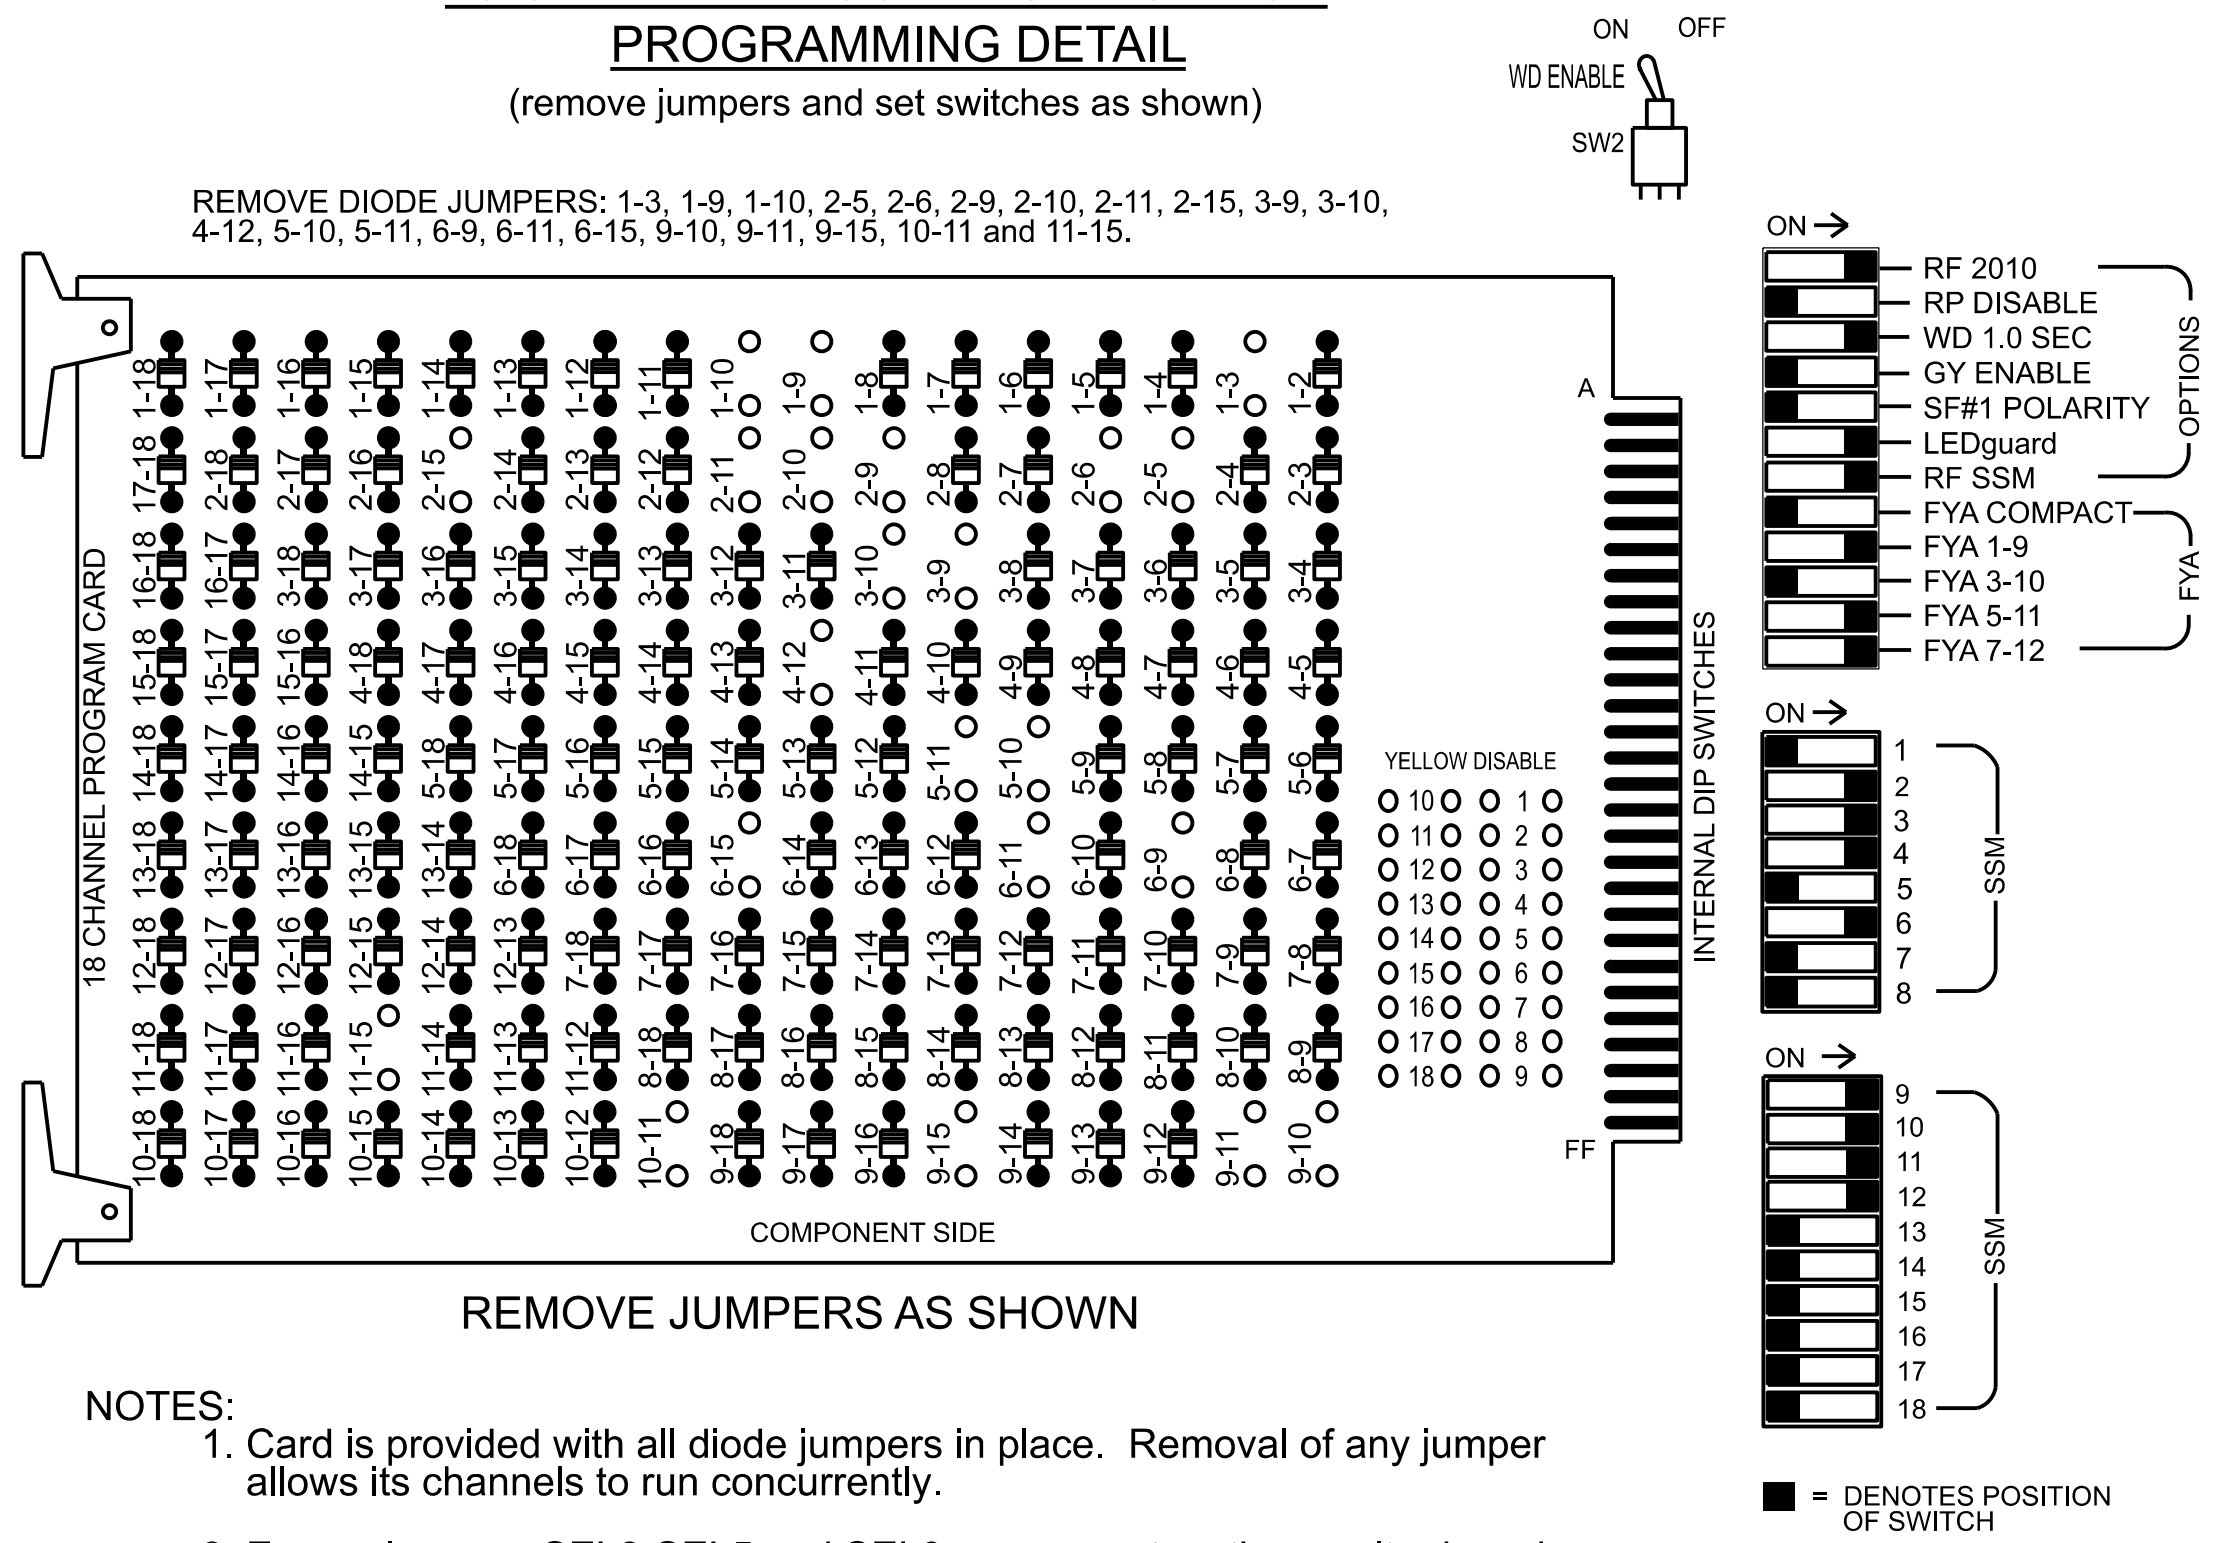 PROGRAMMING DETAIL
(remove jumpers and set switches as shown)
ON OFF
WD ENABLE
SW2
REMOVE DIODE JUMPERS: 1-3, 1-9, 1-10, 2-5, 2-6, 2-9, 2-10, 2-11, 2-15, 3-9, 3-10,
4-12, 5-10, 5-11, 6-9, 6-11, 6-15, 9-10, 9-11, 9-15, 10-11 and 11-15.
18 CHANNEL PROGRAM CARD
1-18 1-17 1-16 1-15 1-14 1-13 1-12 1-11 1-10 1-9 1-8 1-7 1-6 1-5 1-4 1-3 1-2
17-18 2-18 2-17 2-16 2-15 2-14 2-13 2-12 2-11 2-10 2-9 2-8 2-7 2-6 2-5 2-4 2-3
16-18 16-17 3-18 3-17 3-16 3-15 3-14 3-13 3-12 3-11 3-10 3-9 3-8 3-7 3-6 3-5 3-4
15-18 15-17 15-16 4-18 4-17 4-16 4-15 4-14 4-13 4-12 4-11 4-10 4-9 4-8 4-7 4-6 4-5
14-18 14-17 14-16 14-15 5-18 5-17 5-16 5-15 5-14 5-13 5-12 5-11 5-10 5-9 5-8 5-7 5-6
13-18 13-17 13-16 13-15 13-14 6-18 6-17 6-16 6-15 6-14 6-13 6-12 6-11 6-10 6-9 6-8 6-7
12-18 12-17 12-16 12-15 12-14 12-13 7-18 7-17 7-16 7-15 7-14 7-13 7-12 7-11 7-10 7-9 7-8
11-18 11-17 11-16 11-15 11-14 11-13 11-12 8-18 8-17 8-16 8-15 8-14 8-13 8-12 8-11 8-10 8-9
10-18 10-17 10-16 10-15 10-14 10-13 10-12 10-11 9-18 9-17 9-16 9-15 9-14 9-13 9-12 9-11 9-10
YELLOW DISABLE
10 1
11 2
12 3
13 4
14 5
15 6
16 7
17 8
18 9
A
FF
COMPONENT SIDE
INTERNAL DIP SWITCHES
ON
RF 2010
RP DISABLE
WD 1.0 SEC
GY ENABLE
SF#1 POLARITY
LEDguard
RF SSM
OPTIONS
FYA COMPACT
FYA 1-9
FYA 3-10
FYA 5-11
FYA 7-12
FYA
ON
1
2
3
4
5
6
7
8
SSM
ON
9
10
11
12
13
14
15
16
17
18
SSM
= DENOTES POSITION
OF SWITCH
REMOVE JUMPERS AS SHOWN
NOTES:
1. Card is provided with all diode jumpers in place. Removal of any jumper
allows its channels to run concurrently.